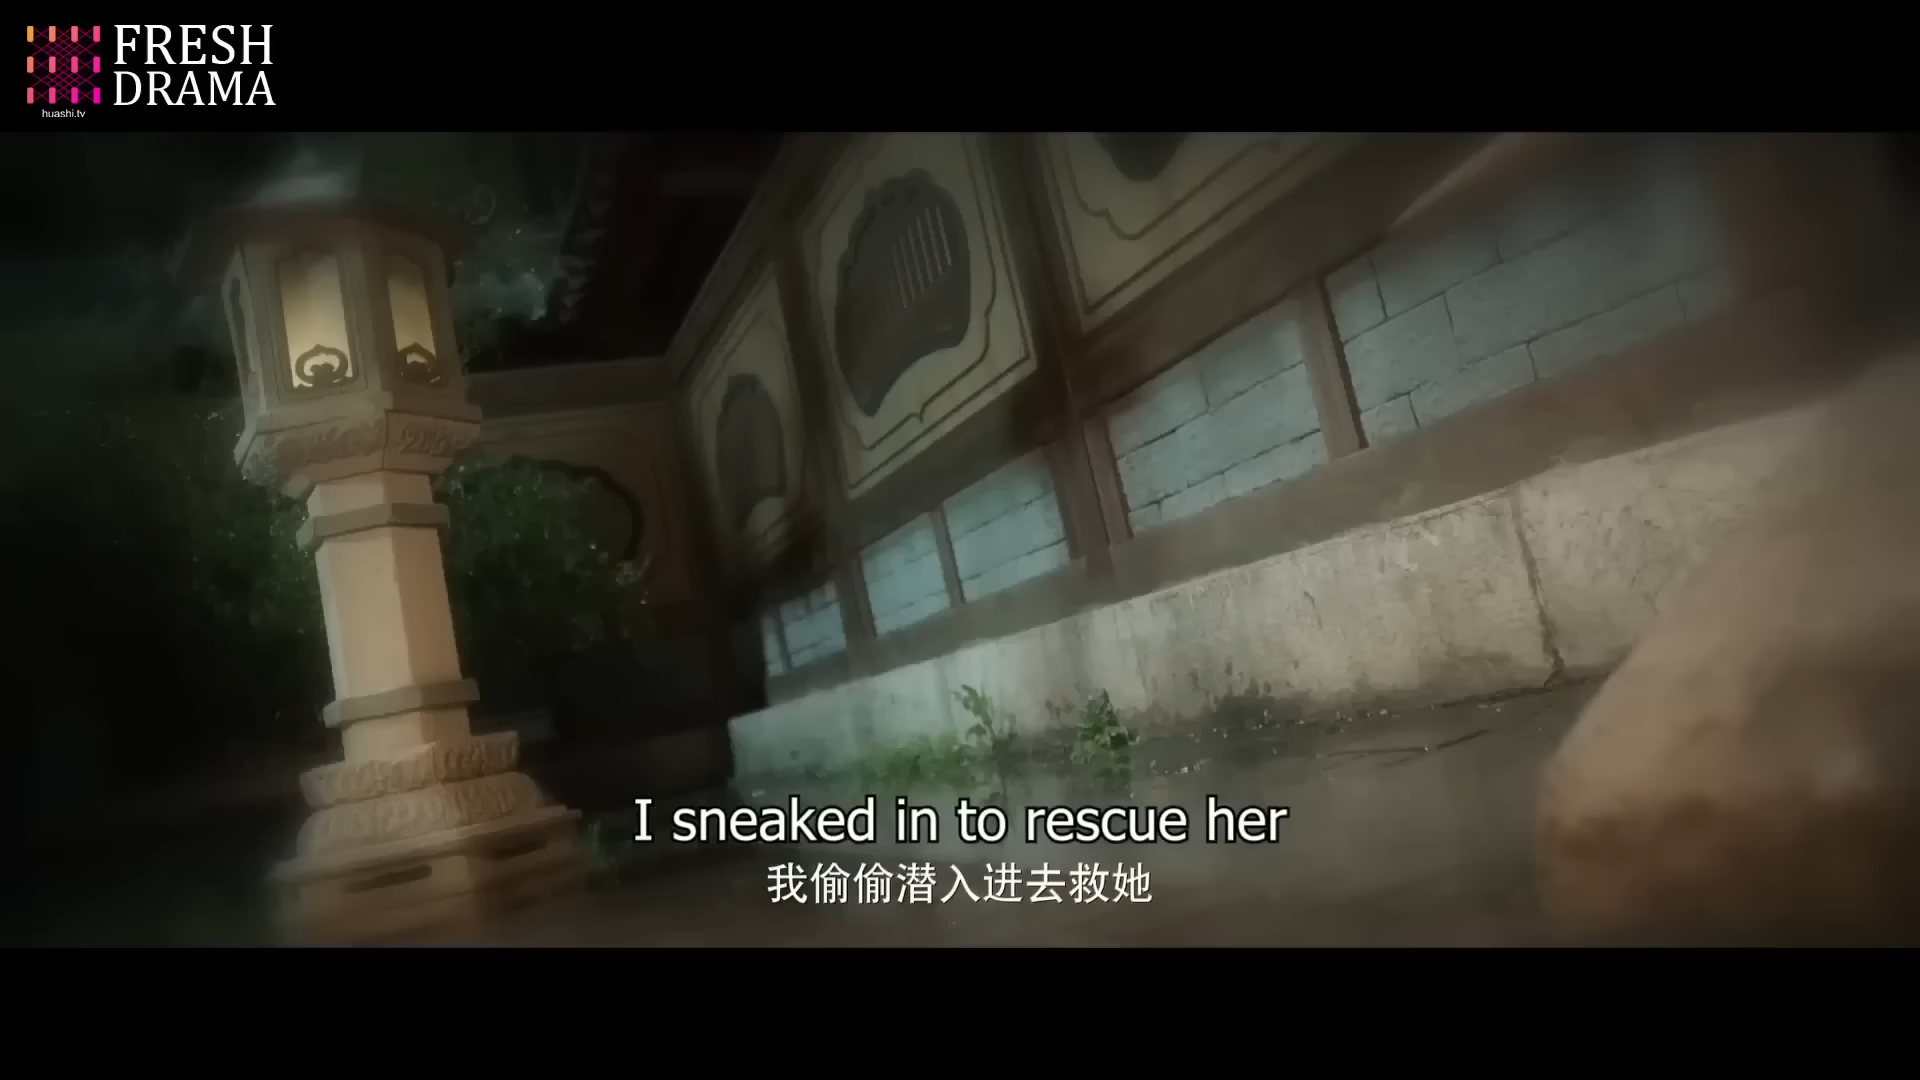 FRESH
DRAMA
huashi.tv
I sneaked in to rescue her
我偷偷潜入进去救她